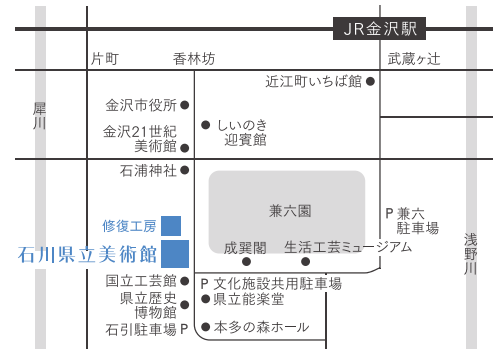 JR金沢駅
片町
香林坊
武蔵ヶ辻
近江町いちば館
犀川
金沢市役所
しいのき
迎賓館
金沢21世紀
美術館
石浦神社
兼六園
P 兼六
駐車場
修復工房
石川県立美術館
成巽閣
生活工芸ミュージアム
浅野川
国立工芸館
P 文化施設共用駐車場
県立歴史
博物館
県立能楽堂
石引駐車場 P
本多の森ホール